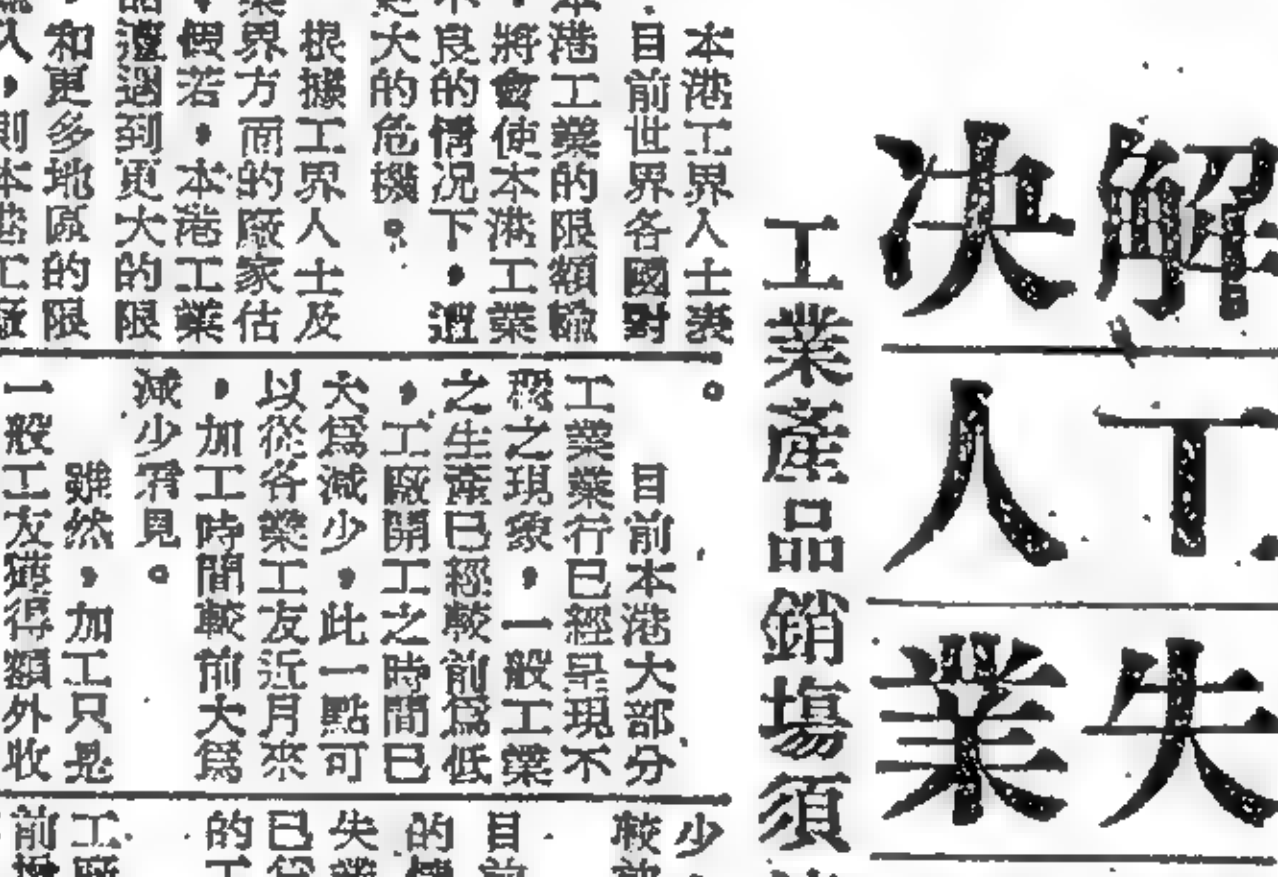 解
決
工
人
失
業
工業產品銷場須
本港工界人士表
。目前世界各國對
本港工業的限額輸
,將會使本港工業
不良的情況下,遭
更大的危機。
根據工界人士及
業界方面的廠家估
,假若,本港工業
品遭遇到更大的限
,和更多地區的限
入,則本港工廠
。
目前本港大部分
工業業行已經呈現不
穩之現象,一般工業
之生產已經較前為低
,工廠開工之時間已
大為減少,此一點可
以從各業工友近月來
,加工時間較前大為
減少看見。
雖然,加工只是
一般工友獲得額外收
少
較
目前
的
失業
已
的工
工廠
前